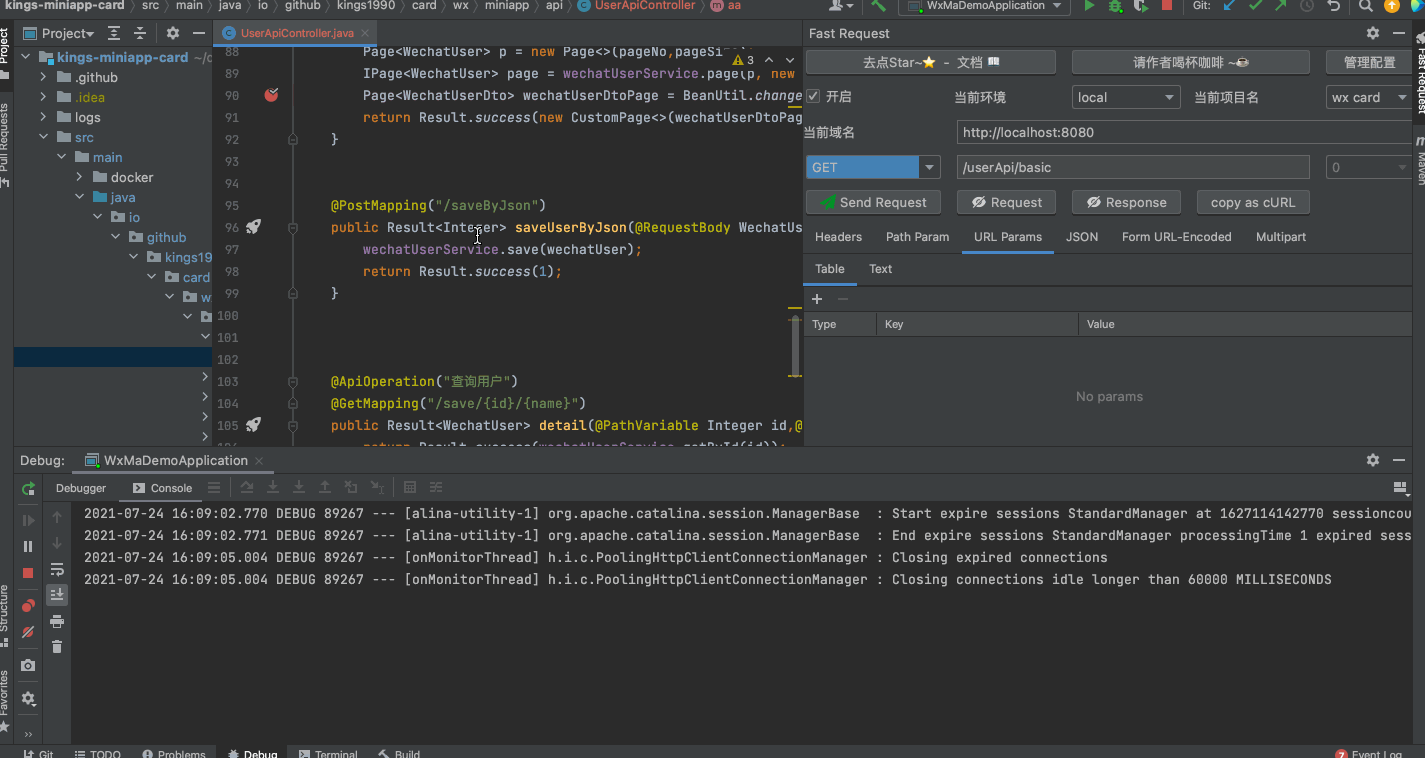 kings-miniapp-card › src › main › java › io › github › kings1990 › card › wx › miniapp › api › UserApiController › aa
WxMaDemoApplication
Git:
Project
kings-miniapp-card ~/c
.github
.idea
logs
src
main
docker
java
io
github
kings19
card
w
Project
Pull Requests
Structure
Favorites
UserApiController.java
3
88 Page<WechatUser> p = new Page<>(pageNo,pageSize);
89 IPage<WechatUser> page = wechatUserService.page(p, new
90 Page<WechatUserDto> wechatUserDtoPage = BeanUtil.change
91 return Result.success(new CustomPage<>(wechatUserDtoPag
92 }
93
94
95 @PostMapping("/saveByJson")
96 public Result<Integer> saveUserByJson(@RequestBody WechatUs
97 wechatUserService.save(wechatUser);
98 return Result.success(1);
99 }
100
101
102
103 @ApiOperation("查询用户")
104 @GetMapping("/save/{id}/{name}")
105 public Result<WechatUser> detail(@PathVariable Integer id,@
return Result.success(wechatUserService.getById(id));
Fast Request
去点Star~⭐ - 文档 📖
请作者喝杯咖啡 ~☕
管理配置
开启
当前环境
local
当前项目名
wx card
当前域名
http://localhost:8080
GET
/userApi/basic
0
Send Request
Request
Response
copy as cURL
Headers
Path Param
URL Params
JSON
Form URL-Encoded
Multipart
Table
Text
Type
Key
Value
No params
Fast Request
Maven
Debug:
WxMaDemoApplication
Debugger
Console
2021-07-24 16:09:02.770 DEBUG 89267 --- [alina-utility-1] org.apache.catalina.session.ManagerBase  : Start expire sessions StandardManager at 1627114142770 sessioncou
2021-07-24 16:09:02.771 DEBUG 89267 --- [alina-utility-1] org.apache.catalina.session.ManagerBase  : End expire sessions StandardManager processingTime 1 expired sess
2021-07-24 16:09:05.004 DEBUG 89267 --- [onMonitorThread] h.i.c.PoolingHttpClientConnectionManager : Closing expired connections
2021-07-24 16:09:05.004 DEBUG 89267 --- [onMonitorThread] h.i.c.PoolingHttpClientConnectionManager : Closing connections idle longer than 60000 MILLISECONDS
Git
TODO
Problems
Debug
Terminal
Build
7 Event Log